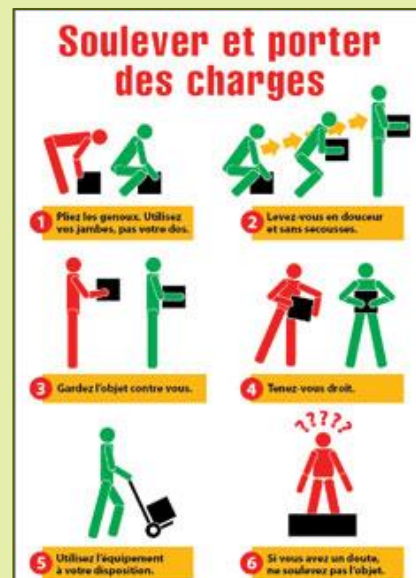 Soulever et porter
des charges
1 Pliez les genoux. Utilisez
vos jambes, pas votre dos.
2 Levez-vous en douceur
et sans secousses.
3 Gardez l'objet contre vous.
4 Tenez-vous droit.
????? 
5 Utilisez l'équipement
à votre disposition.
6 Si vous avez un doute,
ne soulevez pas l'objet.